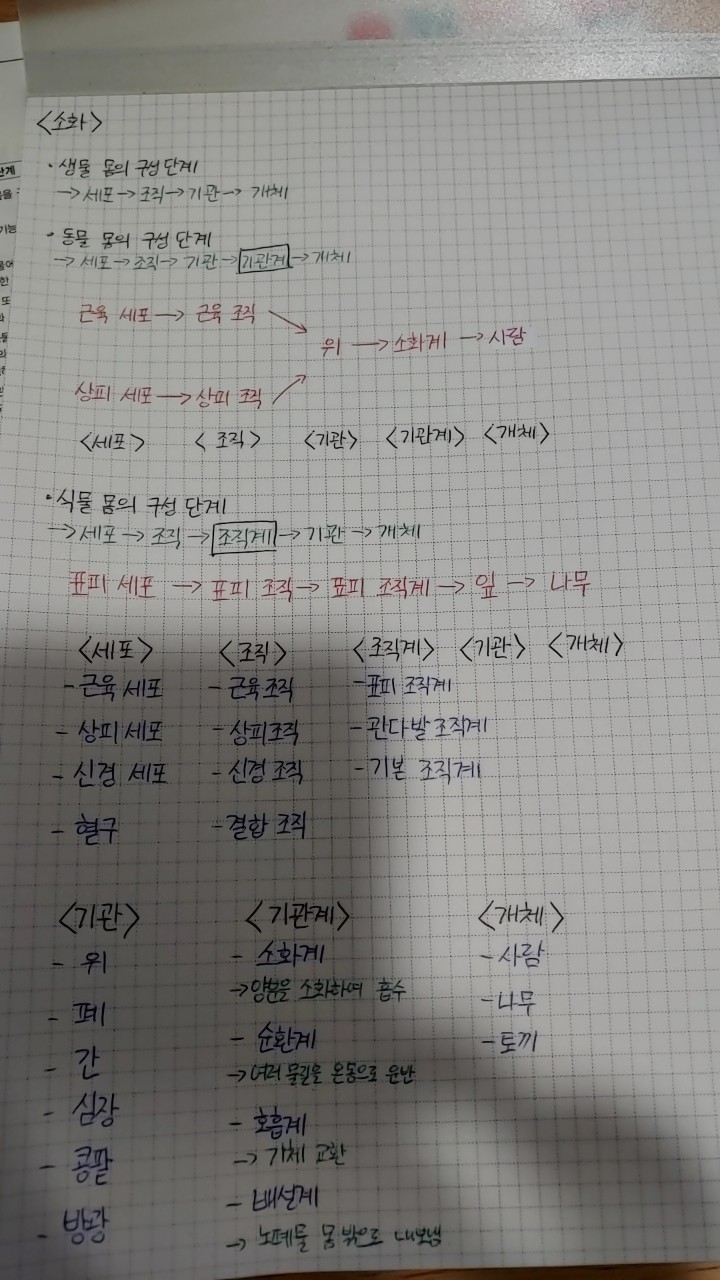 <소화>
· 생물 몸의 구성 단계
→ 세포 → 조직 → 기관 → 개체
· 동물 몸의 구성 단계
→ 세포 → 조직 → 기관 → 기관계 → 개체
근육 세포 → 근육 조직
위 → 소화계 → 사람
상피 세포 → 상피 조직
<세포> <조직> <기관> <기관계> <개체>
· 식물 몸의 구성 단계
→ 세포 → 조직 → 조직계 → 기관 → 개체
표피 세포 → 표피 조직 → 표피 조직계 → 잎 → 나무
<세포> <조직> <조직계> <기관> <개체>
- 근육 세포 - 근육 조직 - 표피 조직계
- 상피 세포 - 상피조직 - 관다발 조직계
- 신경 세포 - 신경 조직 - 기본 조직계
- 혈구 - 결합 조직
<기관> <기관계> <개체>
- 위 - 소화계 - 사람
→ 양분을 소화하여 흡수
- 폐 - 나무
- 순환계 - 토끼
- 간
→ 여러 물질을 온몸으로 운반
- 심장 - 호흡계
→ 기체 교환
- 콩팥
- 배설계
- 방광
→ 노폐물 몸 밖으로 내보냄